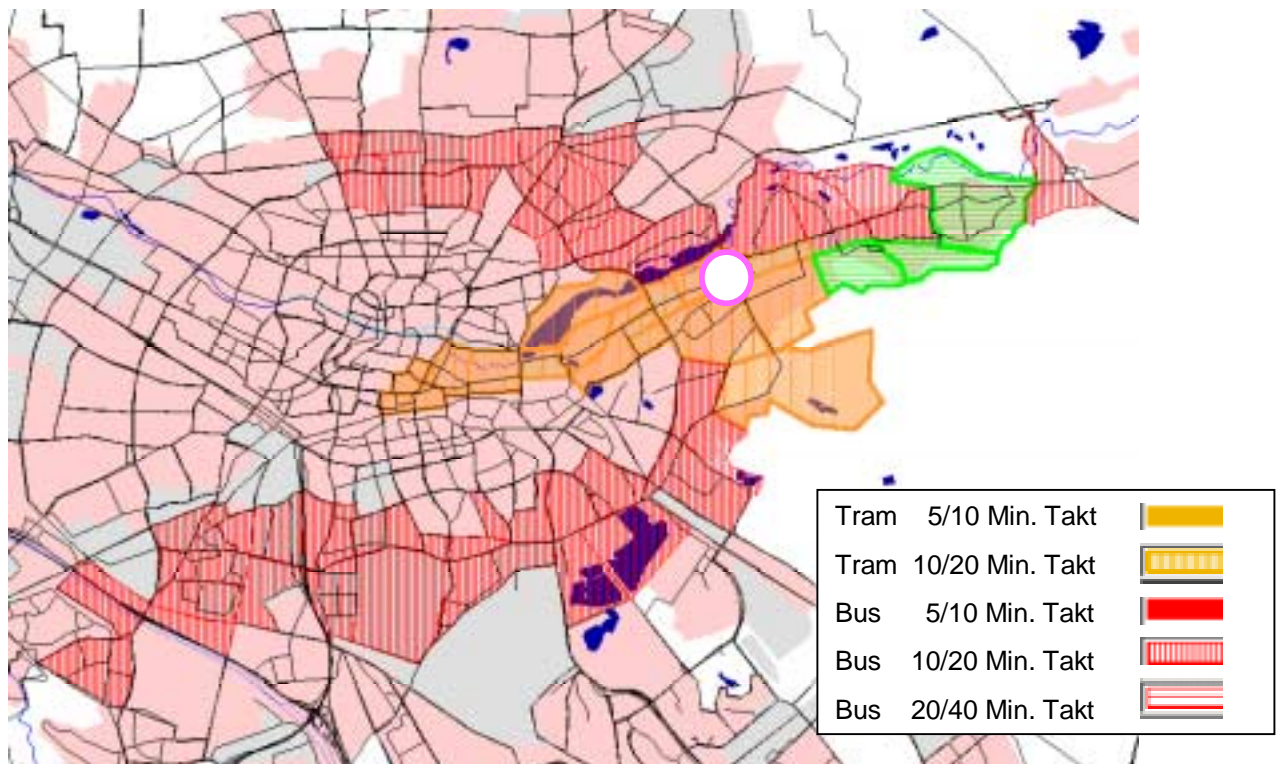 Tram 5/10 Min. Takt
Tram 10/20 Min. Takt
Bus 5/10 Min. Takt
Bus 10/20 Min. Takt
Bus 20/40 Min. Takt